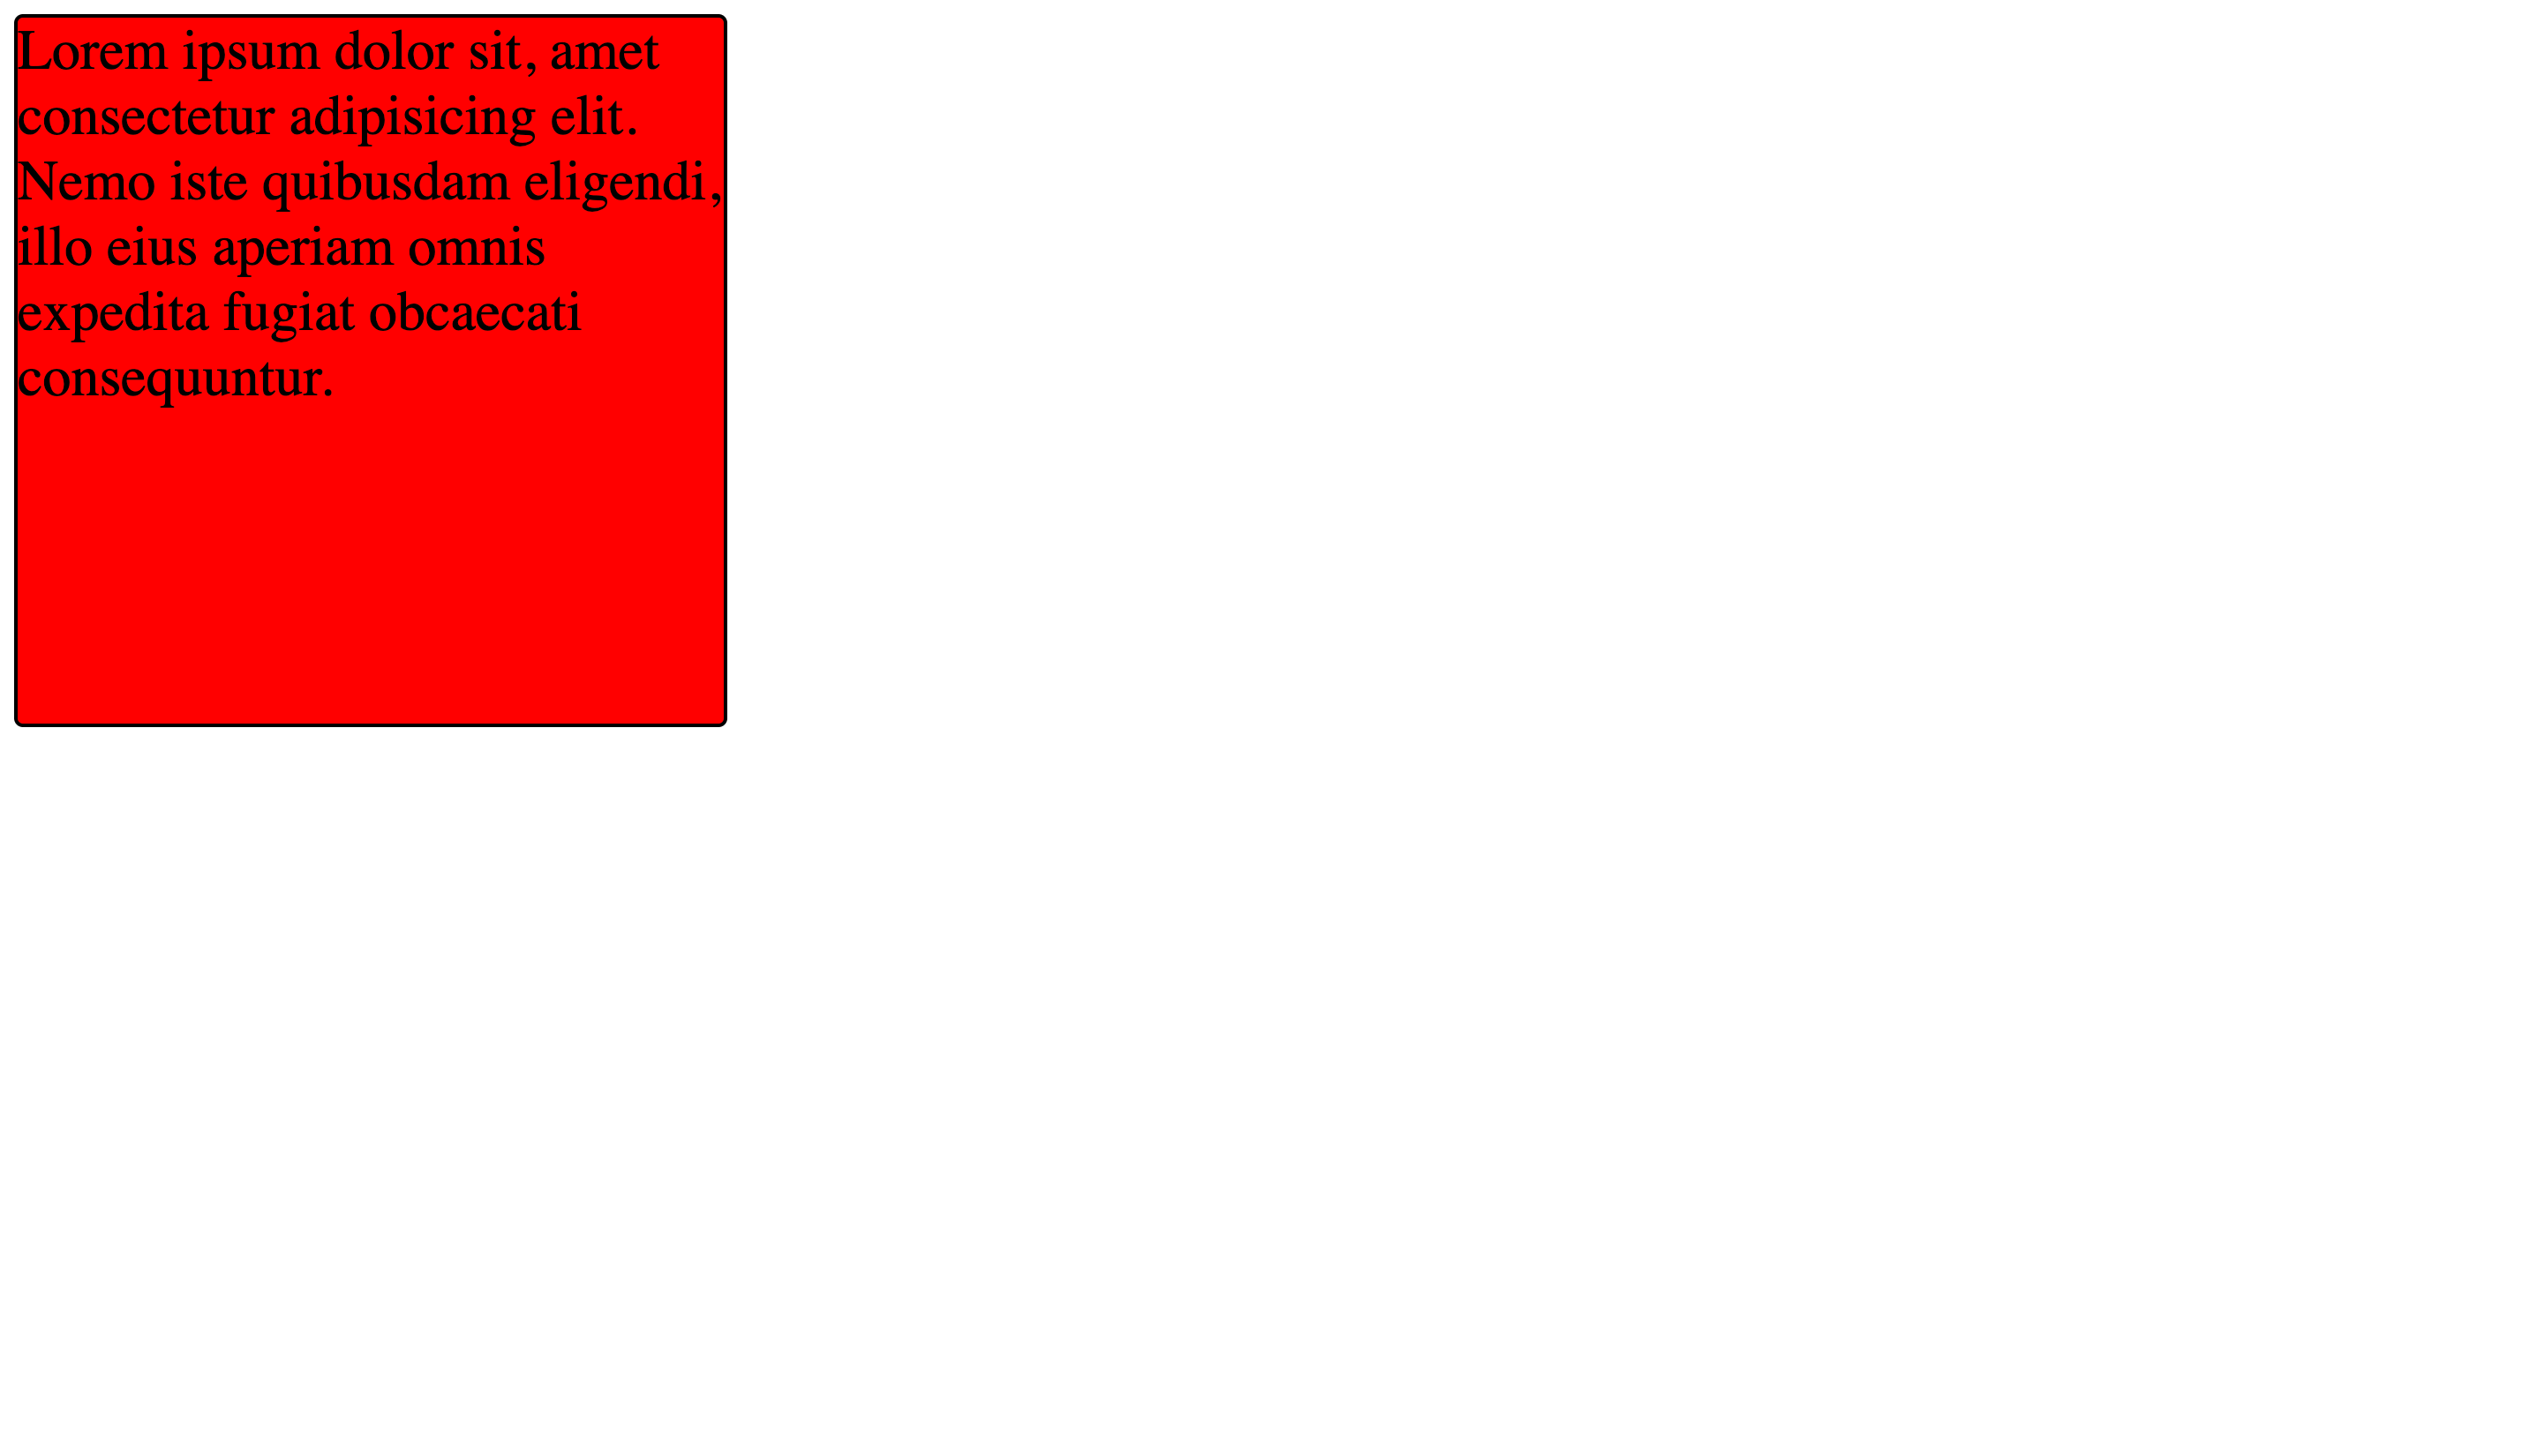 Lorem ipsum dolor sit, amet
consectetur adipisicing elit.
Nemo iste quibusdam eligendi,
illo eius aperiam omnis
expedita fugiat obcaecati
consequuntur.